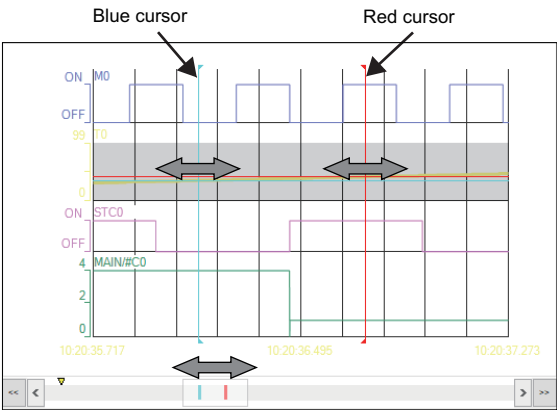 Blue cursor
Red cursor
ON
M0
OFF
99
T0
0
ON
STC0
OFF
4
MAIN/#C0
2
0
10:20:35.717
10:20:36.495
10:20:37.273
<<
<
>
>>